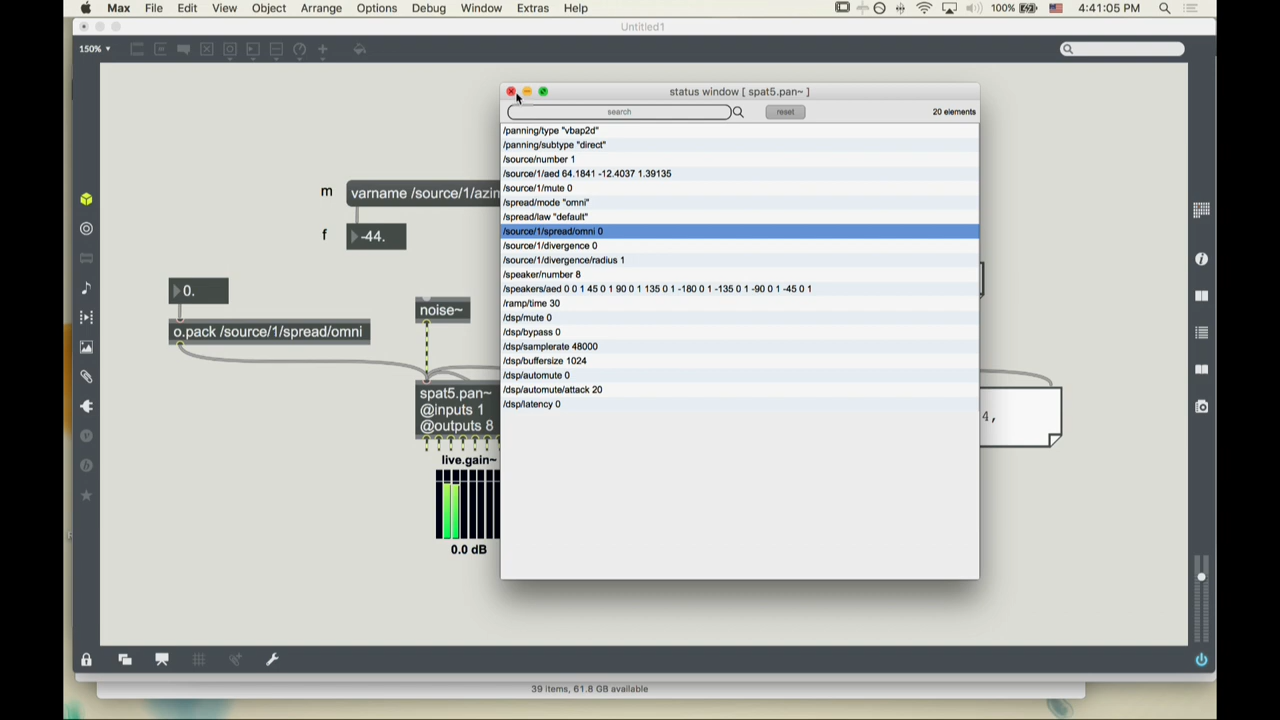 Max File Edit View Object Arrange Options Debug Window Extras Help 100% 4:41:05 PM
Untitled1
150%
status window [ spat5.pan~ ]
search reset 20 elements
/panning/type "vbap2d"
/panning/subtype "direct"
/source/number 1
/source/1/aed 64.1841 -12.4037 1.39135
/source/1/mute 0
/spread/mode "omni"
/spread/law "default"
/source/1/spread/omni 0
/source/1/divergence 0
/source/1/divergence/radius 1
/speaker/number 8
/speakers/aed 0 0 1 45 0 1 90 0 1 135 0 1 -180 0 1 -135 0 1 -90 0 1 -45 0 1
/ramp/time 30
/dsp/mute 0
/dsp/bypass 0
/dsp/samplerate 48000
/dsp/buffersize 1024
/dsp/automute 0
/dsp/automute/attack 20
/dsp/latency 0
m varname /source/1/azin
f -44.
0.
o.pack /source/1/spread/omni
noise~
spat5.pan~
@inputs 1
@outputs 8
4,
live.gain~
0.0 dB
39 items, 61.8 GB available